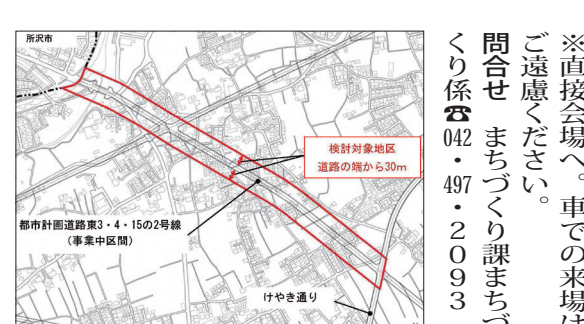 ※直接会場へ。車での来場は
ご遠慮ください。
問合せ　まちづくり課まちづ
くり係☎042・497・2093
所沢市
検討対象地区
道路の端から30m
都市計画道路東3・4・15の2号線
(事業中区間)
けやき通り